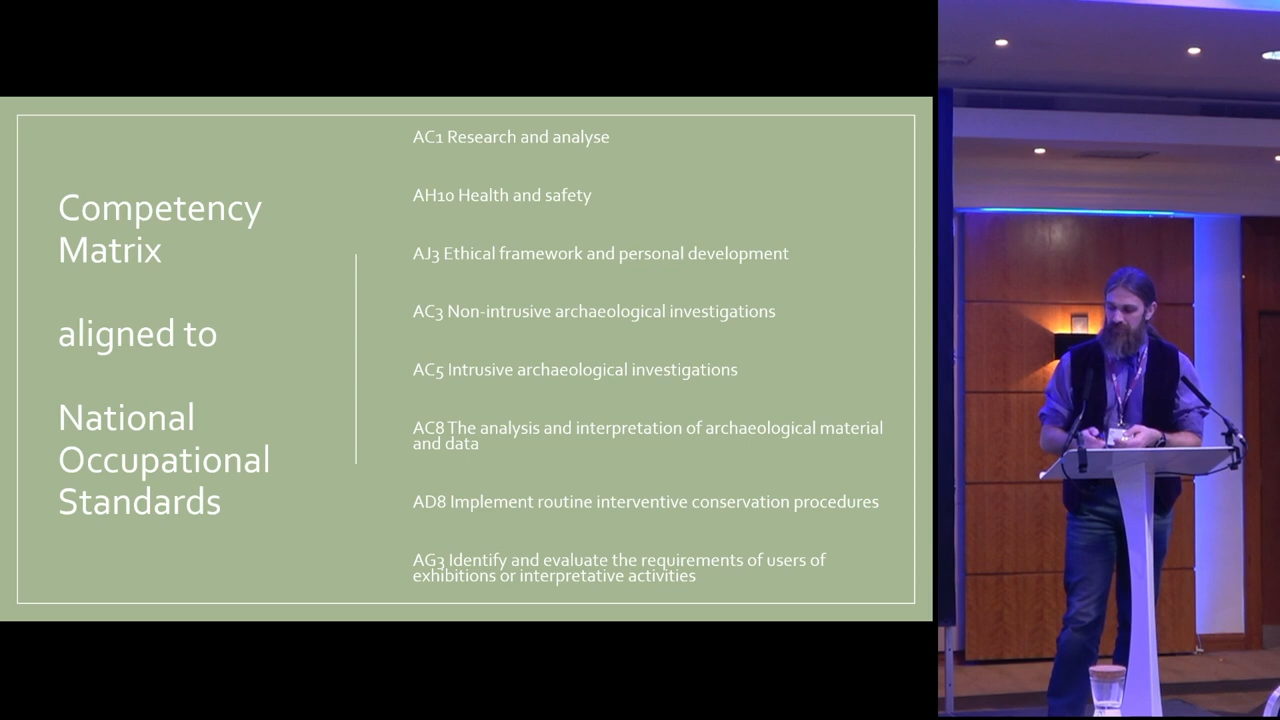 Competency
Matrix
aligned to
National
Occupational
Standards
AC1 Research and analyse
AH10 Health and safety
AJ3 Ethical framework and personal development
AC3 Non-intrusive archaeological investigations
AC5 Intrusive archaeological investigations
AC8 The analysis and interpretation of archaeological material
and data
AD8 Implement routine interventive conservation procedures
AG3 Identify and evaluate the requirements of users of
exhibitions or interpretative activities